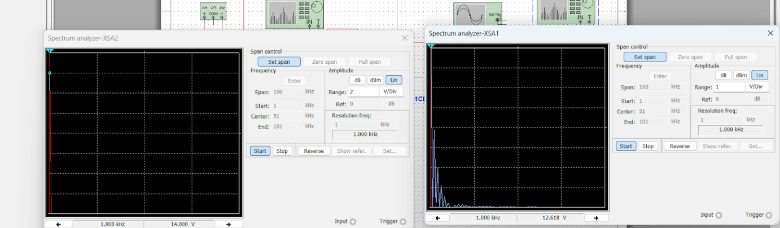 Spectrum analyzer-XSA2
Span control
Set span Zero span Full span
Frequency
Enter
Span: 100 kHz
Start: 1 kHz
Center: 51 kHz
End: 101 kHz
Amplitude
dB dBm Lin
Range: 2 V/Div
Ref: 0 dB
Resolution freq:
1 kHz
1.000 kHz
Start Stop Reverse Show refer. Set...
1.800 kHz 14.000 V
Input Trigger
Spectrum analyzer-XSA1
Span control
Set span Zero span Full span
Frequency
Enter
Span: 100 kHz
Start: 1 kHz
Center: 51 kHz
End: 101 kHz
Amplitude
dB dBm Lin
Range: 1 V/Div
Ref: 0 dB
Resolution freq:
1 kHz
1.000 kHz
Start Stop Reverse Show refer. Set...
1.000 kHz 12.618 V
Input Trigger
IN T
IN T